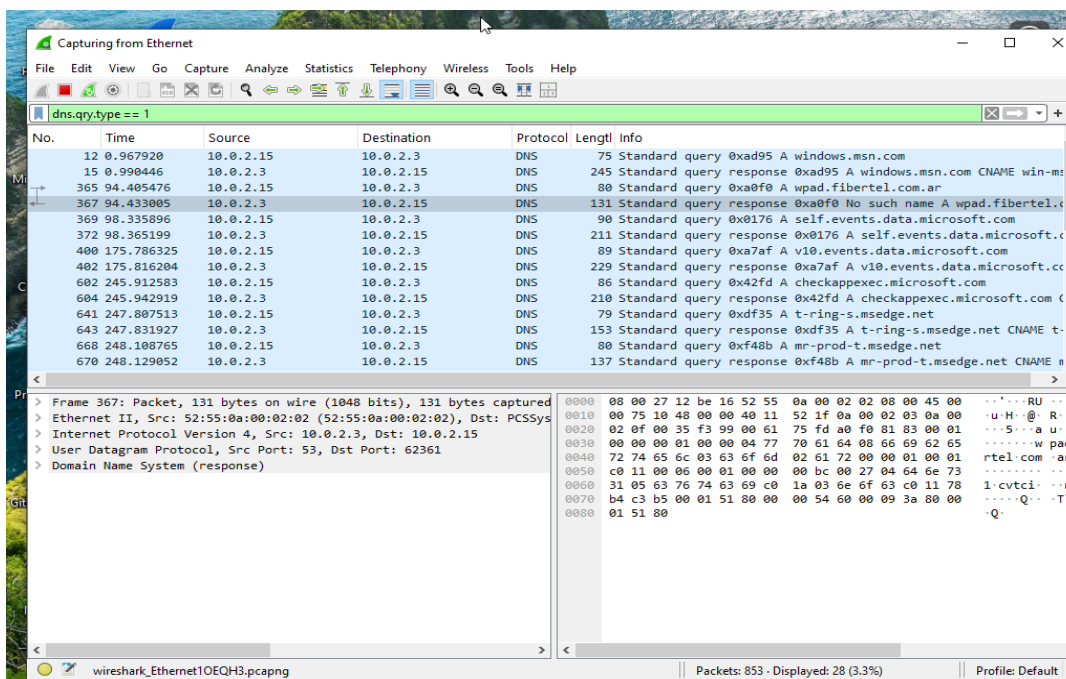 Capturing from Ethernet
File Edit View Go Capture Analyze Statistics Telephony Wireless Tools Help
dns.qry.type == 1
No. Time Source Destination Protocol Lengtl Info
12 0.967920 10.0.2.15 10.0.2.3 DNS 75 Standard query 0xad95 A windows.msn.com
15 0.990446 10.0.2.3 10.0.2.15 DNS 245 Standard query response 0xad95 A windows.msn.com CNAME win-ms
365 94.405476 10.0.2.15 10.0.2.3 DNS 80 Standard query 0xa0f0 A wpad.fibertel.com.ar
367 94.433005 10.0.2.3 10.0.2.15 DNS 131 Standard query response 0xa0f0 No such name A wpad.fibertel.c
369 98.335896 10.0.2.15 10.0.2.3 DNS 90 Standard query 0x0176 A self.events.data.microsoft.com
372 98.365199 10.0.2.3 10.0.2.15 DNS 211 Standard query response 0x0176 A self.events.data.microsoft.c
400 175.786325 10.0.2.15 10.0.2.3 DNS 89 Standard query 0xa7af A v10.events.data.microsoft.com
402 175.816204 10.0.2.3 10.0.2.15 DNS 229 Standard query response 0xa7af A v10.events.data.microsoft.cc
602 245.912583 10.0.2.15 10.0.2.3 DNS 86 Standard query 0x42fd A checkappexec.microsoft.com
604 245.942919 10.0.2.3 10.0.2.15 DNS 210 Standard query response 0x42fd A checkappexec.microsoft.com C
641 247.807513 10.0.2.15 10.0.2.3 DNS 79 Standard query 0xdf35 A t-ring-s.msedge.net
643 247.831927 10.0.2.3 10.0.2.15 DNS 153 Standard query response 0xdf35 A t-ring-s.msedge.net CNAME t-
668 248.108765 10.0.2.15 10.0.2.3 DNS 80 Standard query 0xf48b A mr-prod-t.msedge.net
670 248.129052 10.0.2.3 10.0.2.15 DNS 137 Standard query response 0xf48b A mr-prod-t.msedge.net CNAME m
Frame 367: Packet, 131 bytes on wire (1048 bits), 131 bytes captured
Ethernet II, Src: 52:55:0a:00:02:02 (52:55:0a:00:02:02), Dst: PCSSys
Internet Protocol Version 4, Src: 10.0.2.3, Dst: 10.0.2.15
User Datagram Protocol, Src Port: 53, Dst Port: 62361
Domain Name System (response)
0000 08 00 27 12 be 16 52 55 0a 00 02 02 08 00 45 00 ··'···RU ··
0010 00 75 10 48 00 00 40 11 52 1f 0a 00 02 03 0a 00 ·u·H··@· R·
0020 02 0f 00 35 f3 99 00 61 75 fd a0 f0 81 83 00 01 ···5···a u·
0030 00 00 00 01 00 00 04 77 70 61 64 08 66 69 62 65 ·······w pad
0040 72 74 65 6c 03 63 6f 6d 02 61 72 00 00 01 00 01 rtel·com ·a
0050 c0 11 00 06 00 01 00 00 00 bc 00 27 04 64 6e 73 ········ ··
0060 31 05 63 76 74 63 69 c0 1a 03 6e 6f 63 c0 11 78 1·cvtci· ··
0070 b4 c3 b5 00 01 51 80 00 00 54 60 00 09 3a 80 00 ·····Q·· ·T
0080 01 51 80 ·Q·
wireshark_Ethernet1OEQH3.pcapng
Packets: 853 · Displayed: 28 (3.3%)
Profile: Default